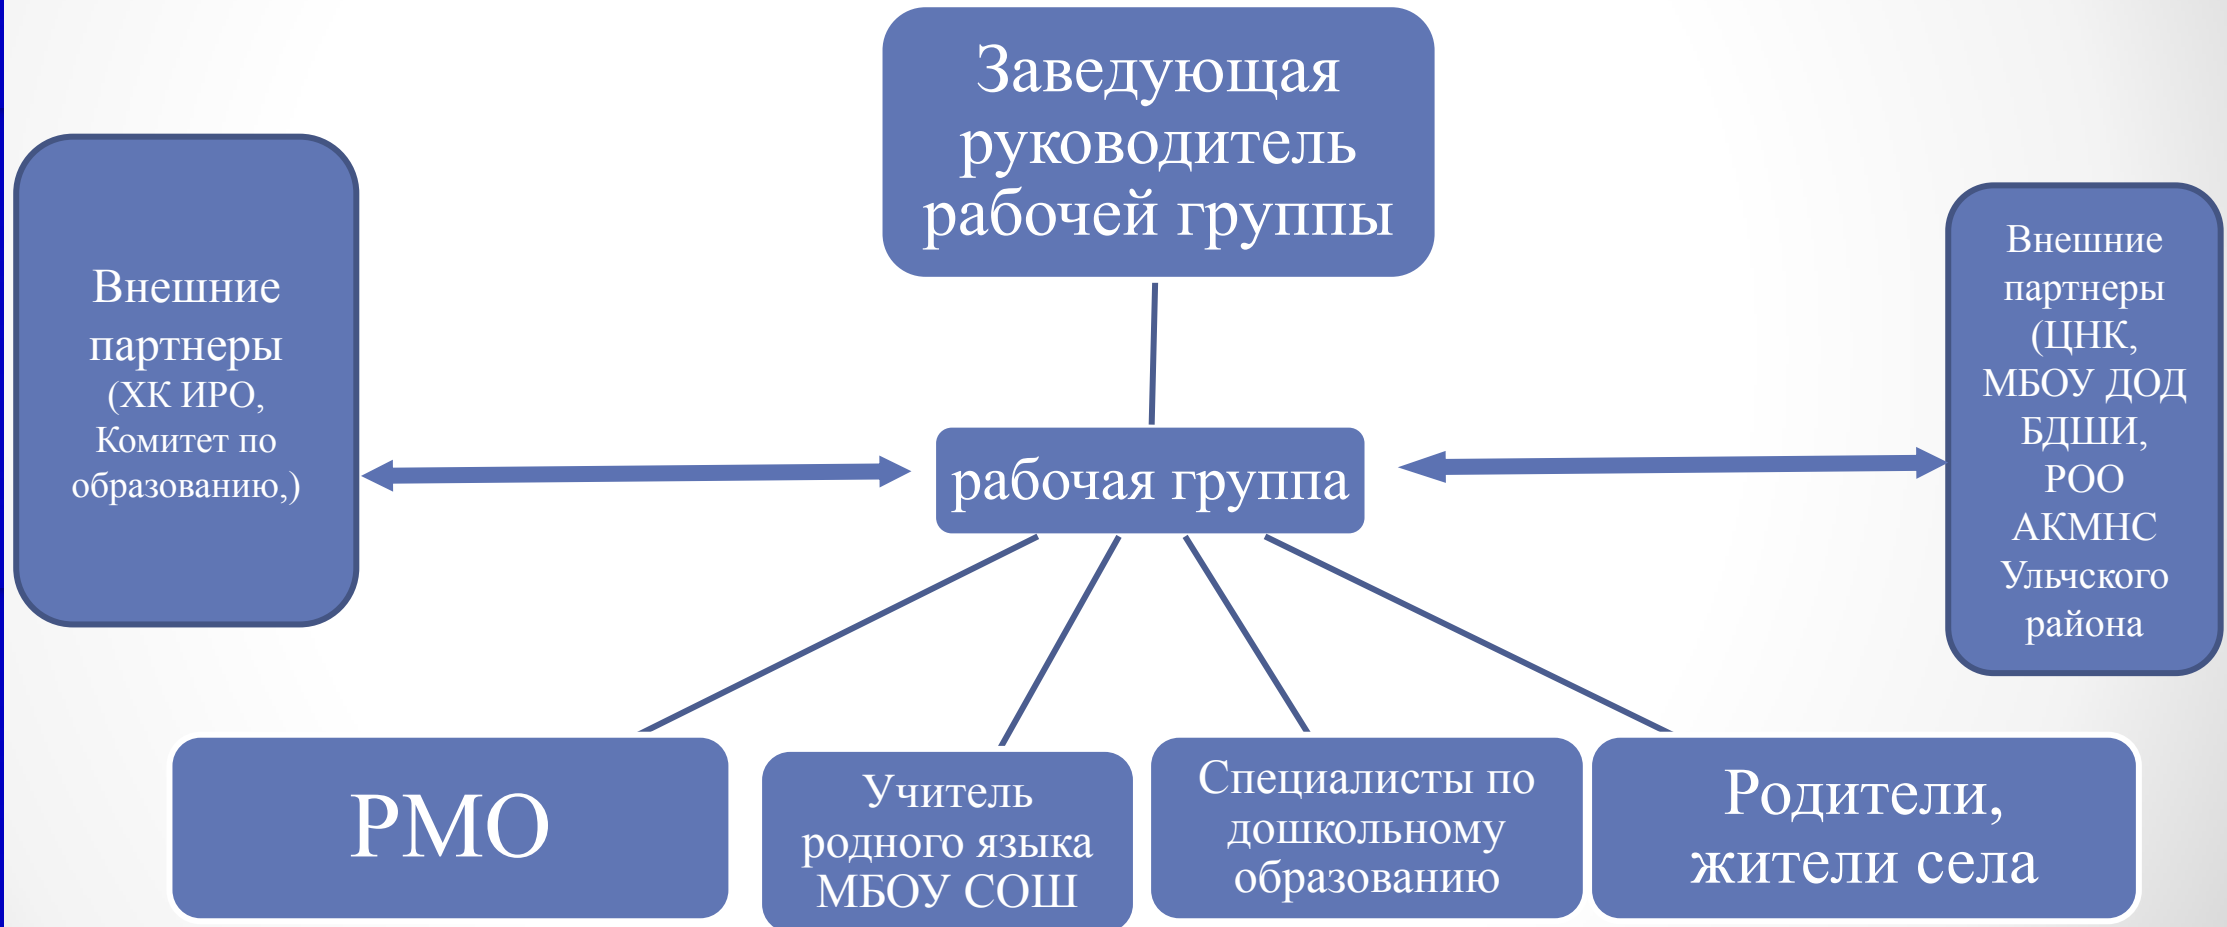 Заведующая
руководитель
рабочей группы
Внешние
партнеры
(ХК ИРО,
Комитет по
образованию,)
рабочая группа
Внешние
партнеры
(ЦНК,
МБОУ ДОД
БДШИ,
РОО
АКМНС
Ульчского
района
РМО
Учитель
родного языка
МБОУ СОШ
Специалисты по
дошкольному
образованию
Родители,
жители села